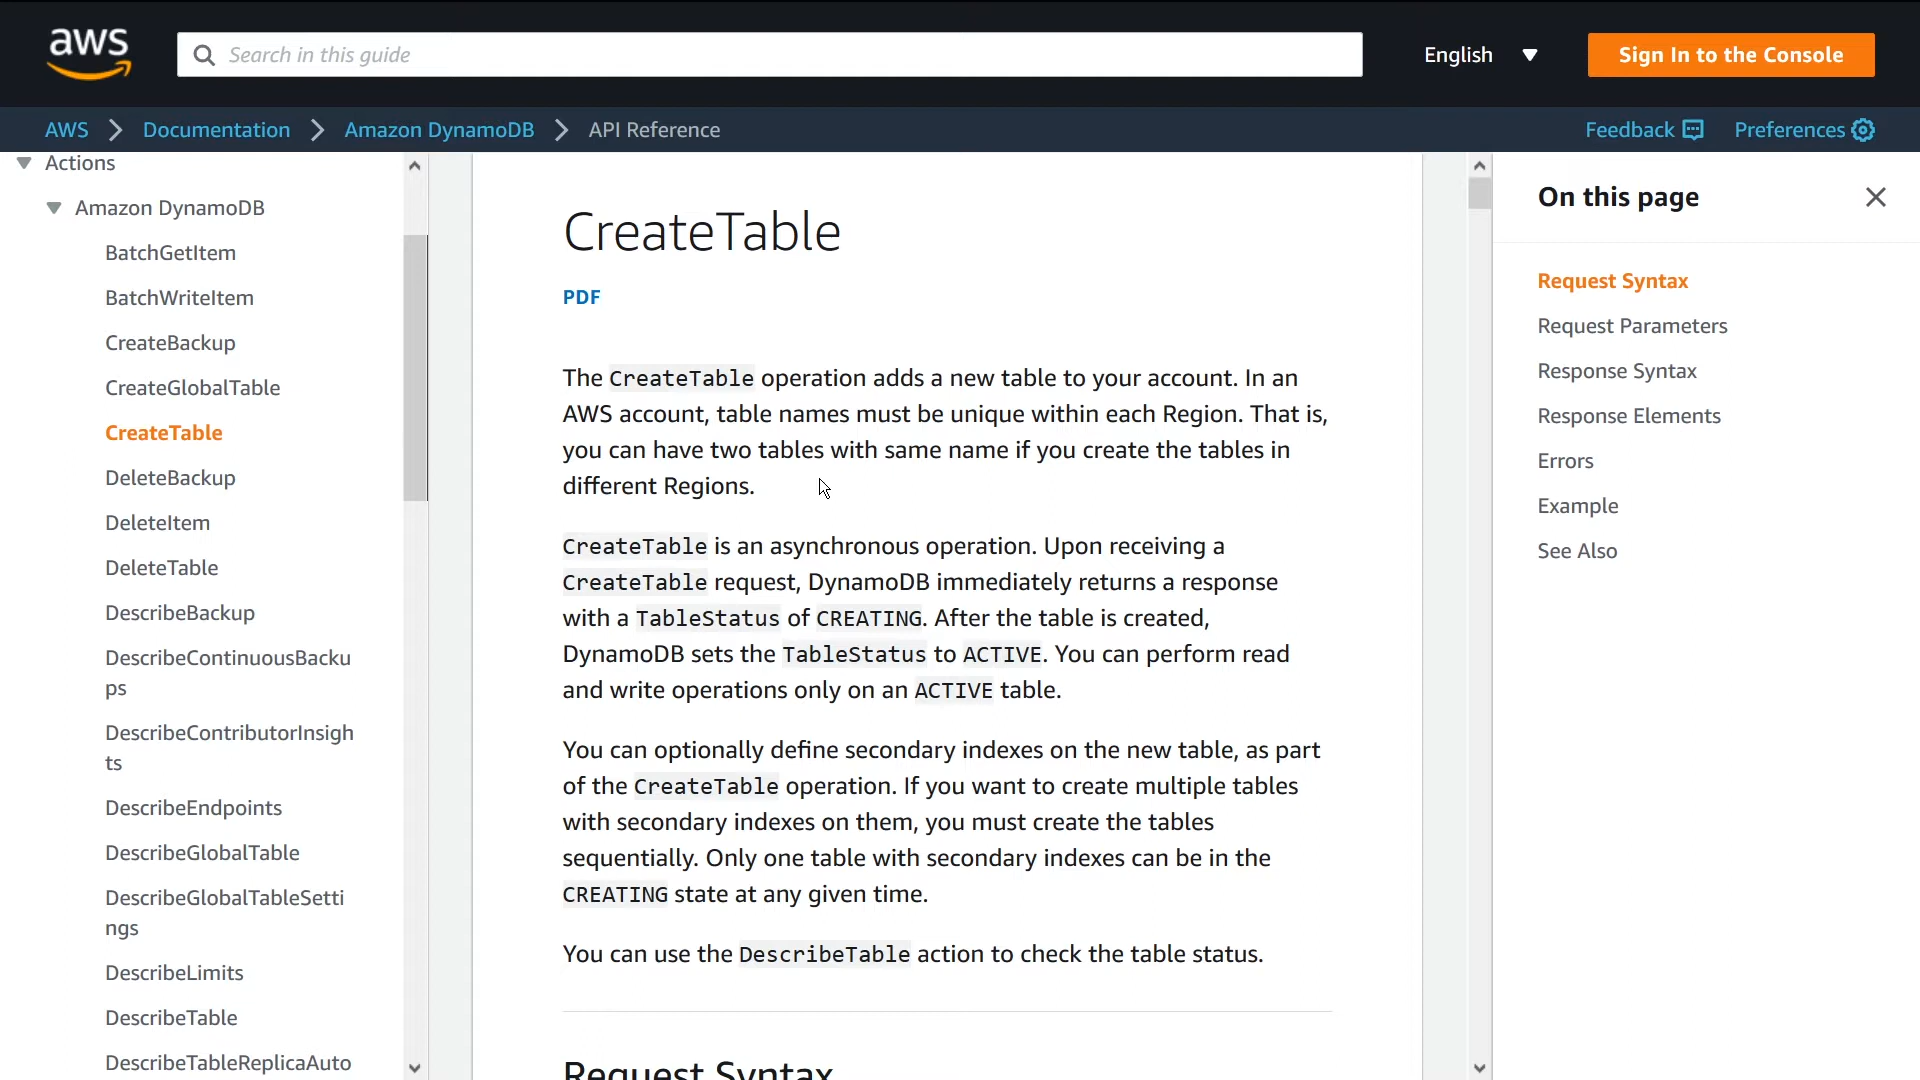 aws
Search in this guide
English
Sign In to the Console
AWS
Documentation
Amazon DynamoDB
API Reference
Feedback
Preferences
Actions
Amazon DynamoDB
BatchGetItem
BatchWriteItem
CreateBackup
CreateGlobalTable
CreateTable
DeleteBackup
DeleteItem
DeleteTable
DescribeBackup
DescribeContinuousBacku
ps
DescribeContributorInsigh
ts
DescribeEndpoints
DescribeGlobalTable
DescribeGlobalTableSetti
ngs
DescribeLimits
DescribeTable
DescribeTableReplicaAuto
CreateTable
PDF
The CreateTable operation adds a new table to your account. In an
AWS account, table names must be unique within each Region. That is,
you can have two tables with same name if you create the tables in
different Regions.
CreateTable is an asynchronous operation. Upon receiving a
CreateTable request, DynamoDB immediately returns a response
with a TableStatus of CREATING. After the table is created,
DynamoDB sets the TableStatus to ACTIVE. You can perform read
and write operations only on an ACTIVE table.
You can optionally define secondary indexes on the new table, as part
of the CreateTable operation. If you want to create multiple tables
with secondary indexes on them, you must create the tables
sequentially. Only one table with secondary indexes can be in the
CREATING state at any given time.
You can use the DescribeTable action to check the table status.
Request Syntax
On this page
Request Syntax
Request Parameters
Response Syntax
Response Elements
Errors
Example
See Also